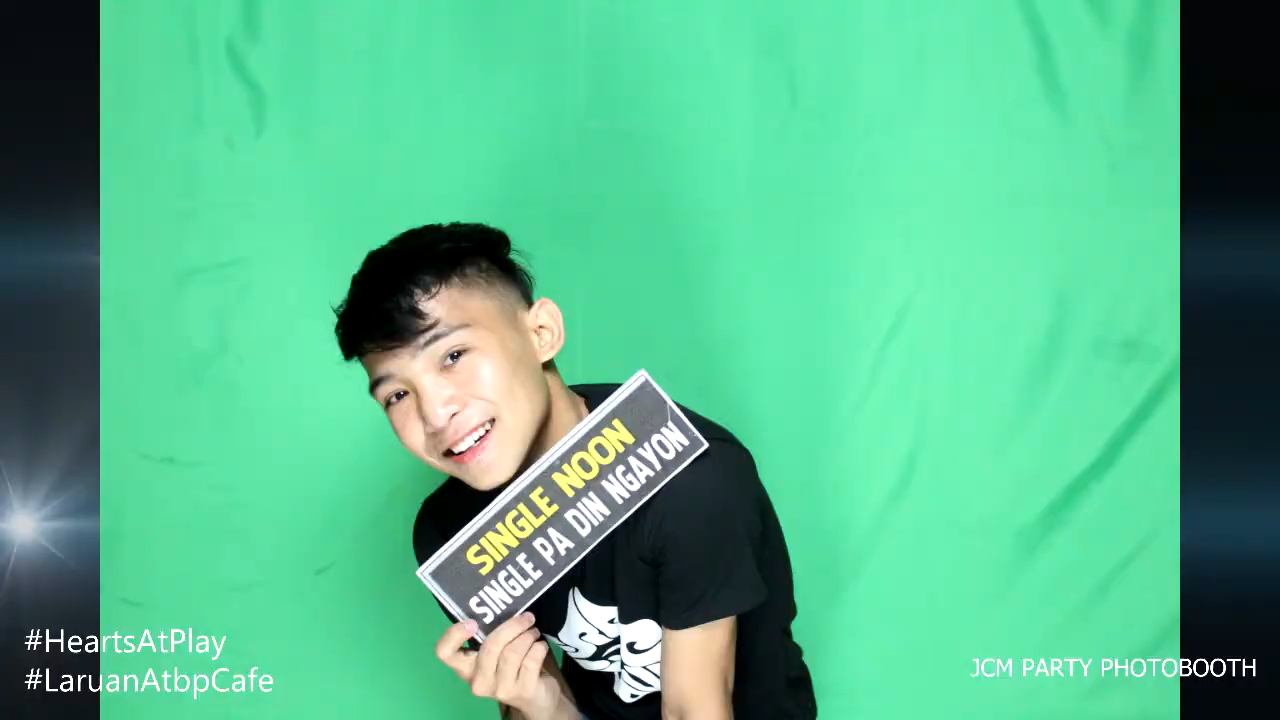 SINGLE NOON
SINGLE PA DIN NGAYON
#HeartsAtPlay
#LaruanAtbpCafe
JCM PARTY PHOTOBOOTH